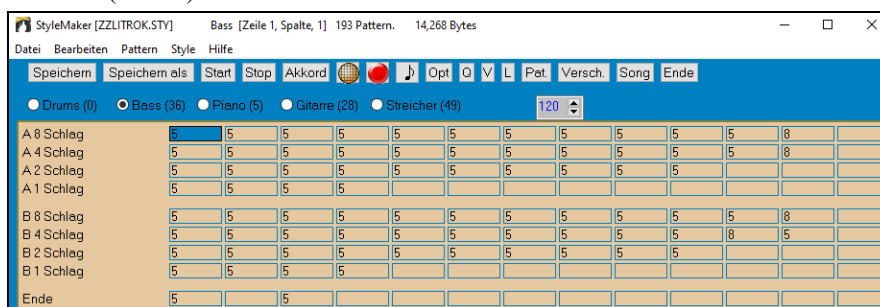 StyleMaker [ZZLITROK.STY] Bass [Zeile 1, Spalte, 1] 193 Pattern. 14,268 Bytes
Datei Bearbeiten Pattern Style Hilfe
Speichern Speichern als Start Stop Akkord Opt Q V L Pat. Versch. Song Ende
Drums (0) Bass (36) Piano (5) Gitarre (28) Streicher (49) 120
A 8 Schlag 5 5 5 5 5 5 5 5 5 5 5 8
A 4 Schlag 5 5 5 5 5 5 5 5 5 5 5 8
A 2 Schlag 5 5 5 5 5 5 5 5 5 5
A 1 Schlag 5 5 5 5
B 8 Schlag 5 5 5 5 5 5 5 5 5 5 5 8
B 4 Schlag 5 5 5 5 5 5 5 5 5 5 8 5
B 2 Schlag 5 5 5 5 5 5 5 5 5 5
B 1 Schlag 5 5 5 5
Ende 5 5